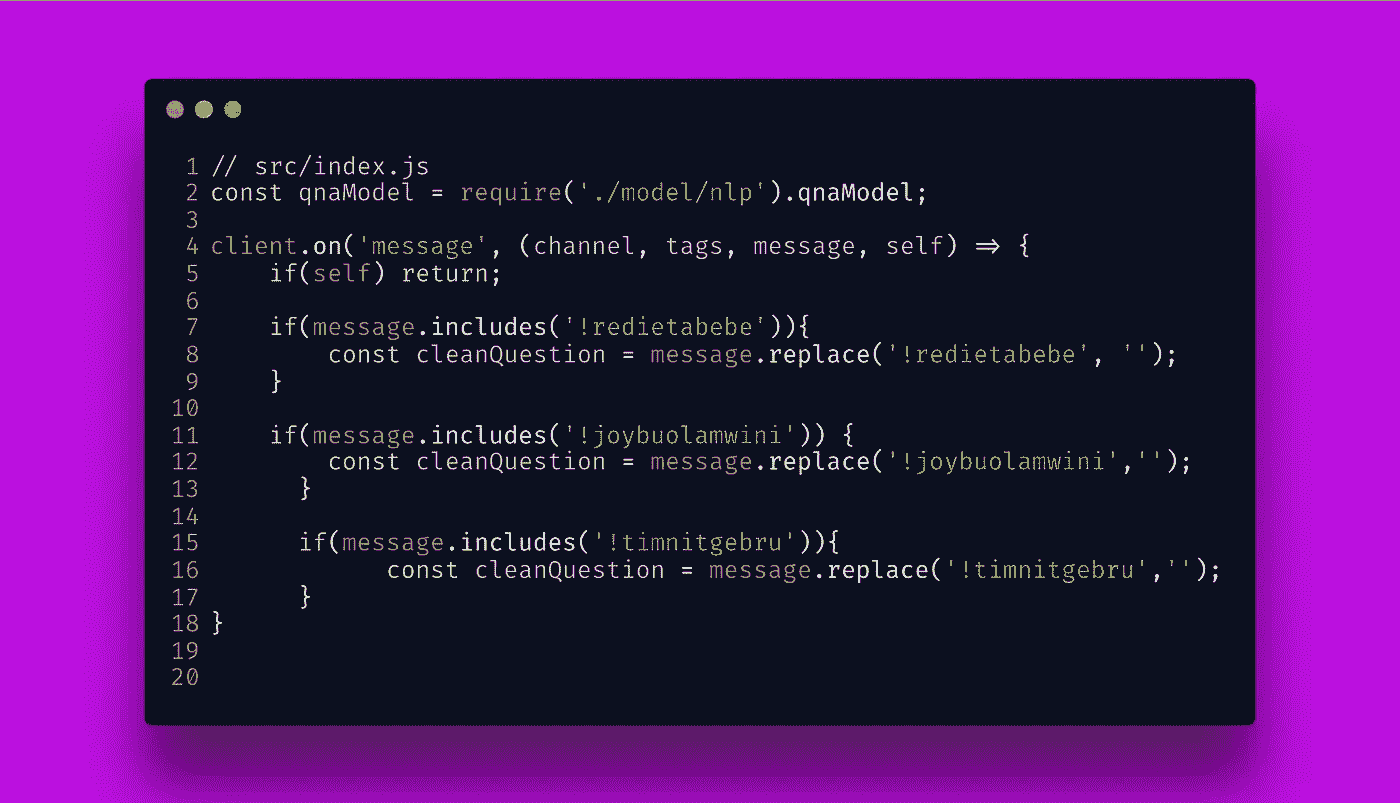 1 // src/index.js
2 const qnaModel = require('./model/nlp').qnaModel;
3
4 client.on('message', (channel, tags, message, self) => {
5     if(self) return;
6
7     if(message.includes('!redietabebe')){
8         const cleanQuestion = message.replace('!redietabebe', '');
9     }
10
11     if(message.includes('!joybuolamwini')) {
12         const cleanQuestion = message.replace('!joybuolamwini','');
13       }
14
15       if(message.includes('!timnitgebru')){
16             const cleanQuestion = message.replace('!timnitgebru','');
17       }
18 }
19
20